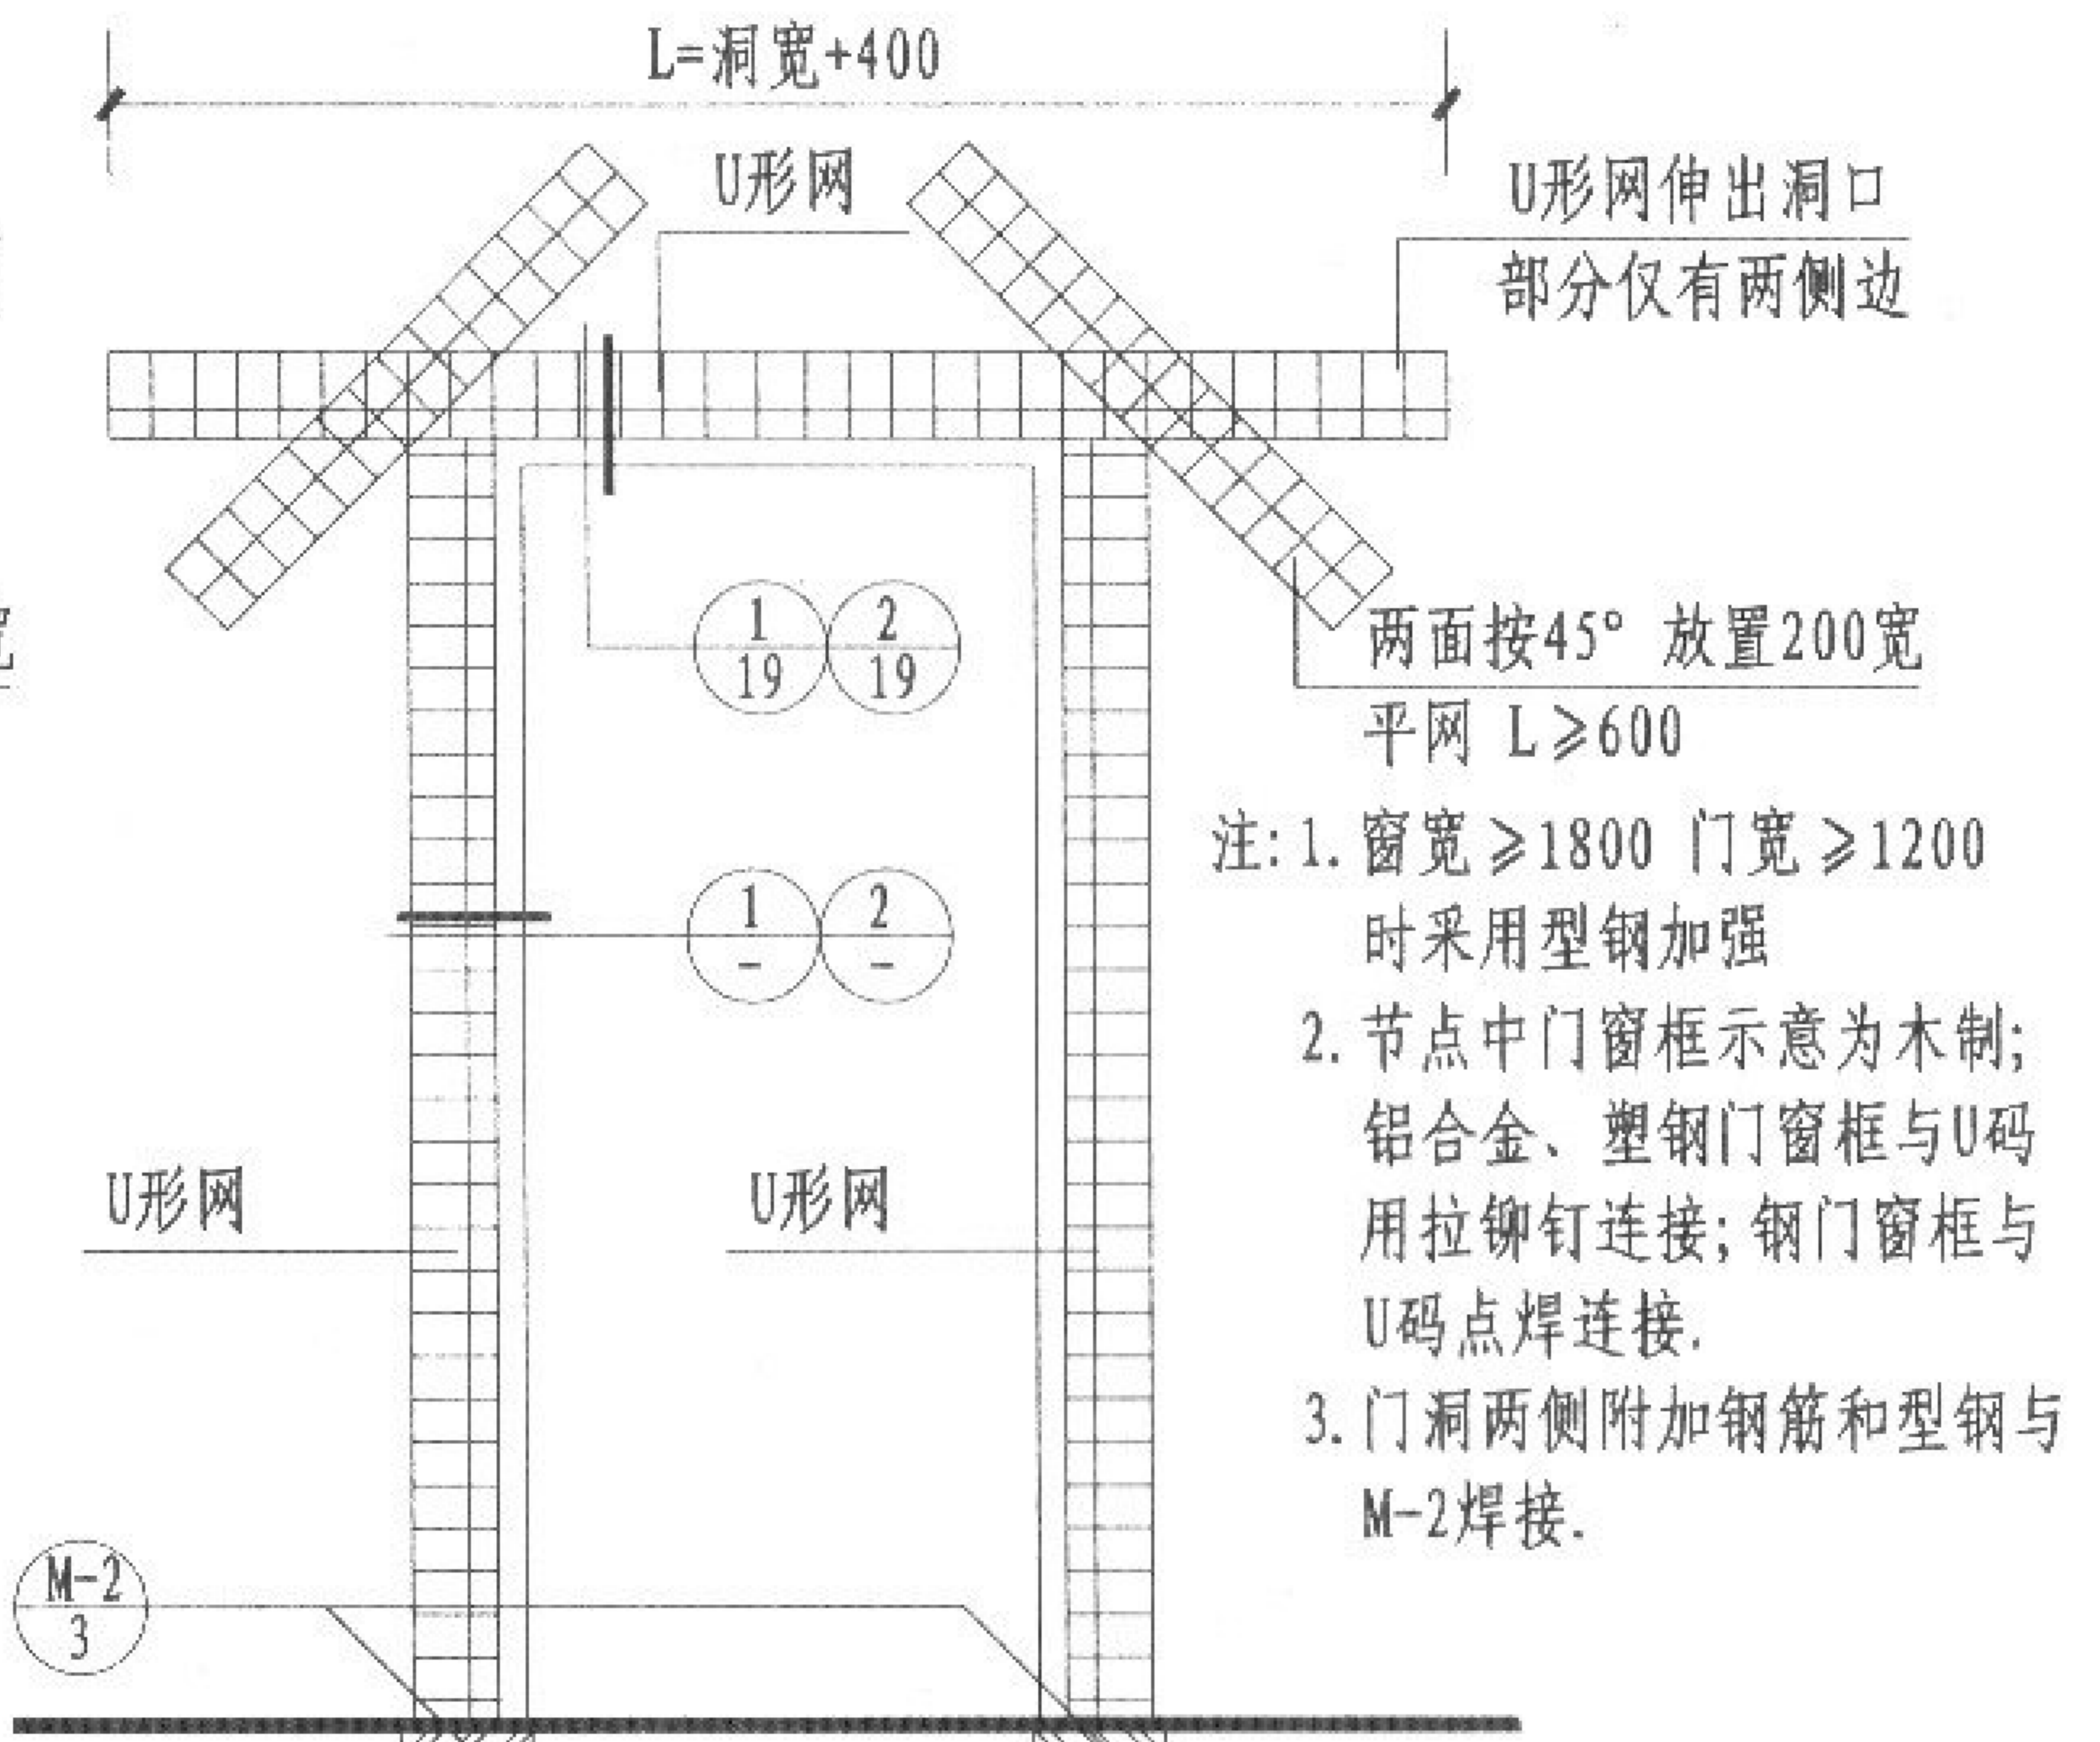 L=洞宽+400
U形网
U形网伸出洞口
部分仅有两侧边
1
19
2
19
两面按45° 放置200宽
平网 L≥600
注:1.窗宽≥1800 门宽≥1200
时采用型钢加强
1
-
2
-
2.节点中门窗框示意为木制;
铝合金、塑钢门窗框与U码
用拉铆钉连接;钢门窗框与
U码点焊连接.
U形网
U形网
3.门洞两侧附加钢筋和型钢与
M-2焊接.
M-2
3